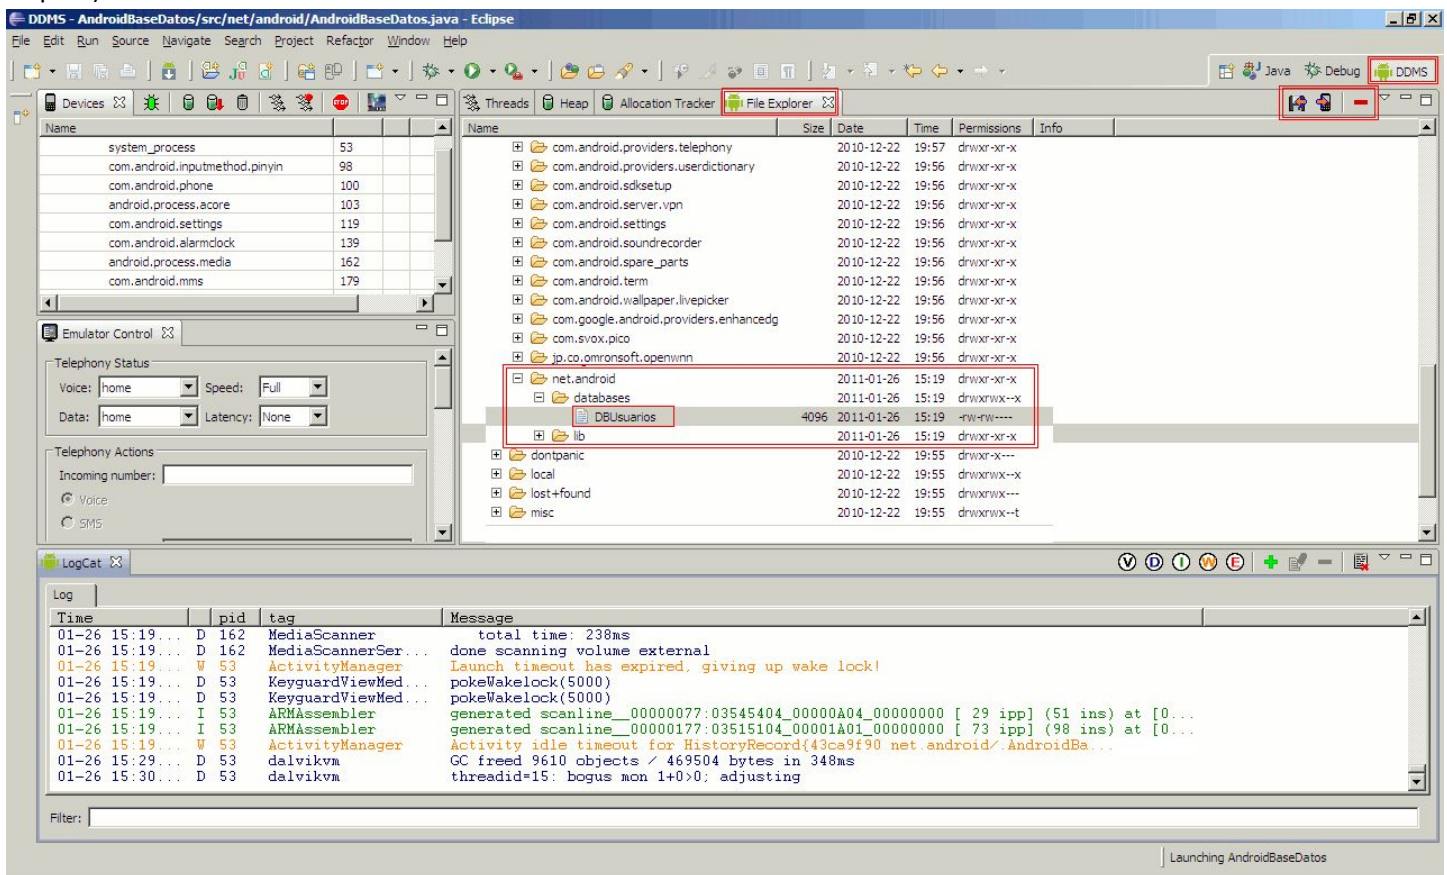 DDMS - AndroidBaseDatos/src/net/android/AndroidBaseDatos.java - Eclipse
File Edit Run Source Navigate Search Project Refactor Window Help
Java Debug DDMS
Devices
Threads Heap Allocation Tracker File Explorer
Name
system_process 53
com.android.inputmethod.pinyin 98
com.android.phone 100
android.process.acore 103
com.android.settings 119
com.android.alarmclock 139
android.process.media 162
com.android.mms 179
Name Size Date Time Permissions Info
com.android.providers.telephony 2010-12-22 19:57 drwxr-xr-x
com.android.providers.userdictionary 2010-12-22 19:56 drwxr-xr-x
com.android.sdksetup 2010-12-22 19:56 drwxr-xr-x
com.android.server.vpn 2010-12-22 19:56 drwxr-xr-x
com.android.settings 2010-12-22 19:56 drwxr-xr-x
com.android.soundrecorder 2010-12-22 19:56 drwxr-xr-x
com.android.spare_parts 2010-12-22 19:56 drwxr-xr-x
com.android.term 2010-12-22 19:56 drwxr-xr-x
com.android.wallpaper.livepicker 2010-12-22 19:56 drwxr-xr-x
com.google.android.providers.enhancedg 2010-12-22 19:56 drwxr-xr-x
com.svox.pico 2010-12-22 19:56 drwxr-xr-x
jp.co.omronsoft.openwnn 2010-12-22 19:56 drwxr-xr-x
net.android 2011-01-26 15:19 drwxr-xr-x
databases 2011-01-26 15:19 drwxrwx--x
DBUsuarios 4096 2011-01-26 15:19 -rw-rw----
lib 2011-01-26 15:19 drwxr-xr-x
dontpanic 2010-12-22 19:55 drwxr-x---
local 2010-12-22 19:55 drwxrwx--x
lost+found 2010-12-22 19:55 drwxrwx---
misc 2010-12-22 19:55 drwxrwx--t
Emulator Control
Telephony Status
Voice: home Speed: Full
Data: home Latency: None
Telephony Actions
Incoming number:
Voice
SMS
LogCat
V D I W E
Log
Time pid tag Message
01-26 15:19... D 162 MediaScanner total time: 238ms
01-26 15:19... D 162 MediaScannerSer... done scanning volume external
01-26 15:19... W 53 ActivityManager Launch timeout has expired, giving up wake lock!
01-26 15:19... D 53 KeyguardViewMed... pokeWakelock(5000)
01-26 15:19... D 53 KeyguardViewMed... pokeWakelock(5000)
01-26 15:19... I 53 ARMAssembler generated scanline__00000077:03545404_00000A04_00000000 [ 29 ipp] (51 ins) at [0...
01-26 15:19... I 53 ARMAssembler generated scanline__00000177:03515104_00001A01_00000000 [ 73 ipp] (98 ins) at [0...
01-26 15:19... W 53 ActivityManager Activity idle timeout for HistoryRecord{43ca9f90 net.android/.AndroidBa...
01-26 15:29... D 53 dalvikvm GC freed 9610 objects / 469504 bytes in 348ms
01-26 15:30... D 53 dalvikvm threadid=15: bogus mon 1+0>0; adjusting
Filter:
Launching AndroidBaseDatos